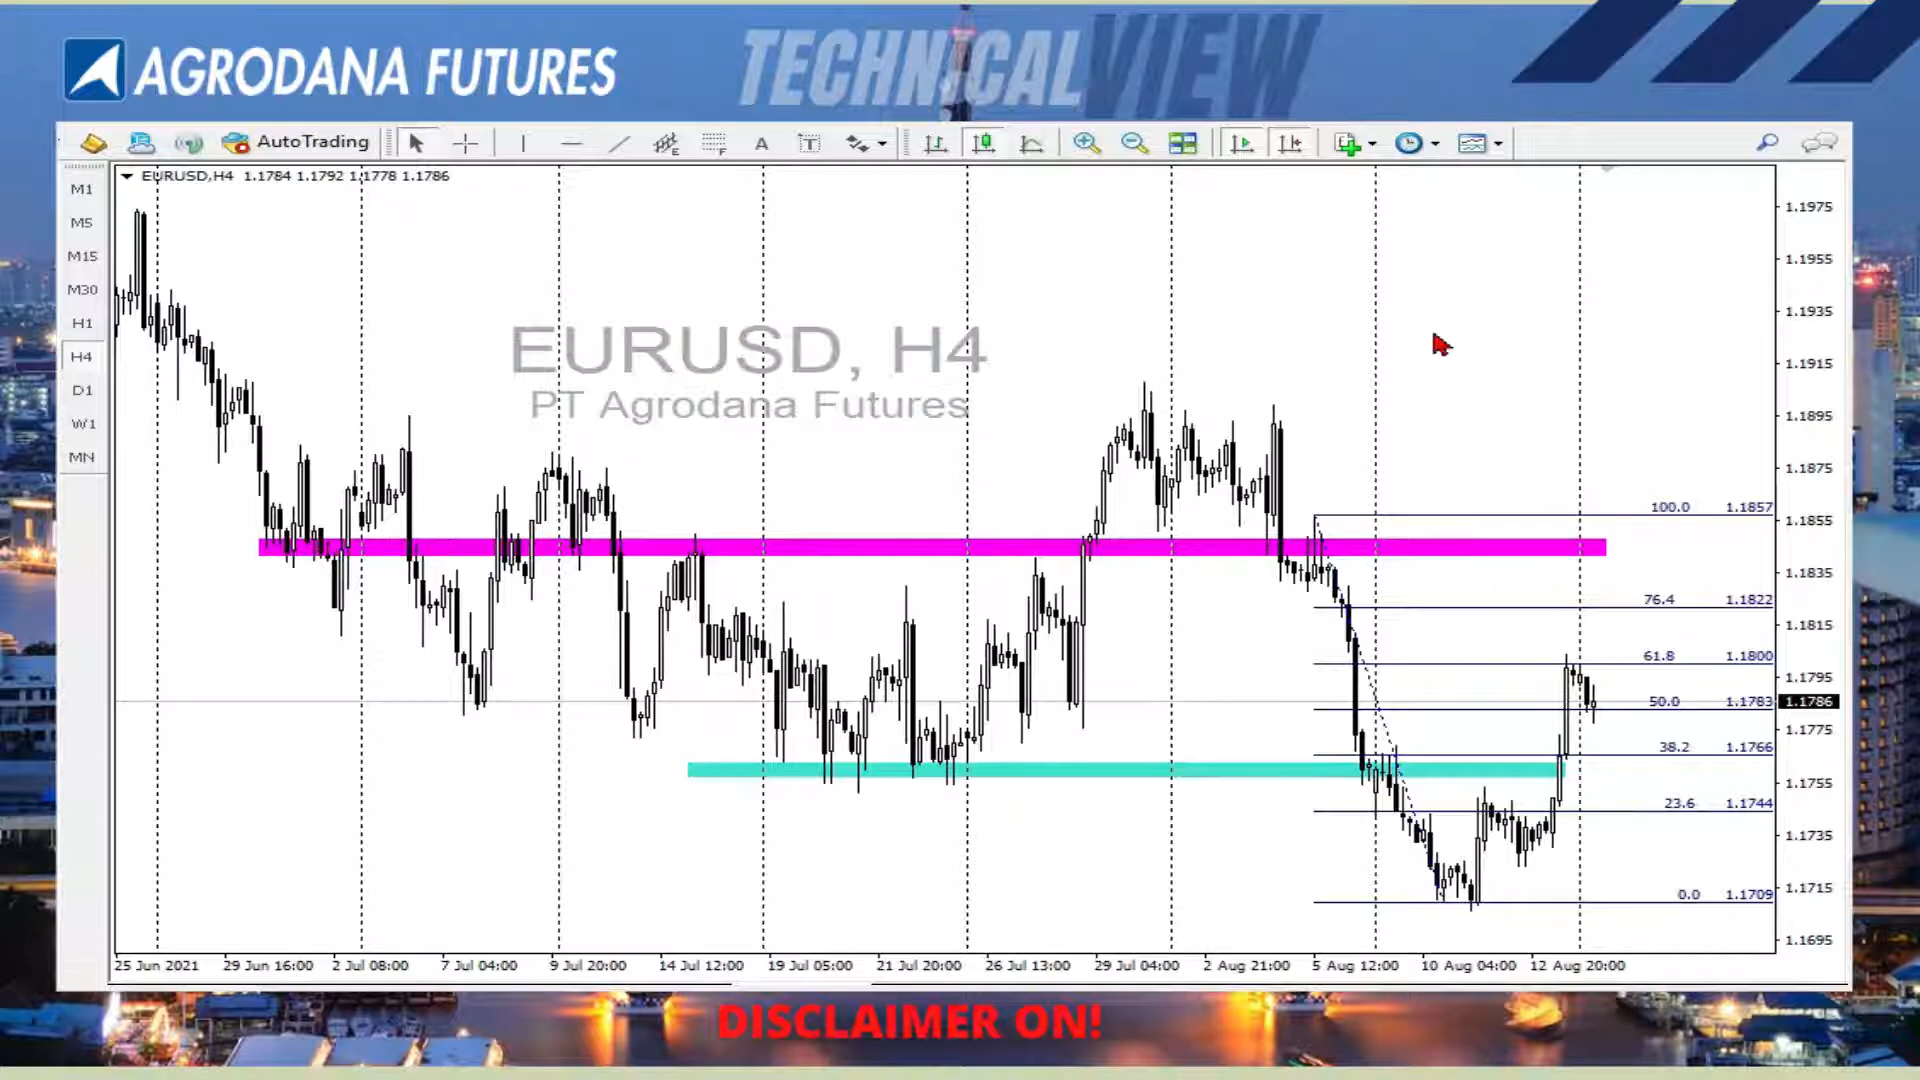 AGRODANA FUTURES
TECHNICALVIEW
AutoTrading
A
T
E
F
M1
M5
M15
M30
H1
H4
D1
W1
MN
EURUSD,H4 1.1784 1.1792 1.1778 1.1786
EURUSD, H4
PT Agrodana Futures
100.0 1.1857
76.4 1.1822
61.8 1.1800
50.0 1.1783
38.2 1.1766
23.6 1.1744
0.0 1.1709
1.1975
1.1955
1.1935
1.1915
1.1895
1.1875
1.1855
1.1835
1.1815
1.1795
1.1786
1.1775
1.1755
1.1735
1.1715
1.1695
25 Jun 2021 29 Jun 16:00 2 Jul 08:00 7 Jul 04:00 9 Jul 20:00 14 Jul 12:00 19 Jul 05:00 21 Jul 20:00 26 Jul 13:00 29 Jul 04:00 2 Aug 21:00 5 Aug 12:00 10 Aug 04:00 12 Aug 20:00
DISCLAIMER ON!